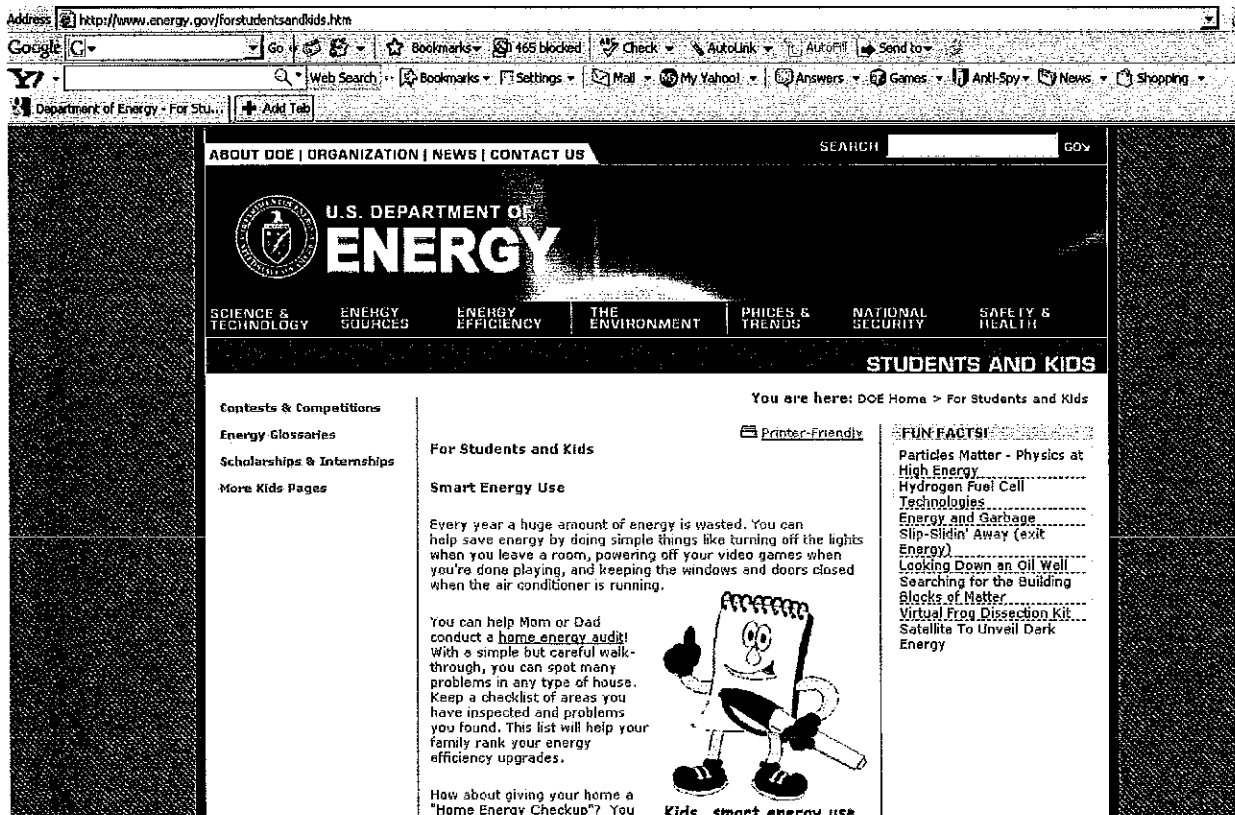 Address http://www.energy.gov/forstudentsandkids.htm
Google G Go Bookmarks 465 blocked Check AutoLink AutoFill Send to
Y7 Web Search Bookmarks Settings Mail My Yahoo! Answers Games Anti-Spy News Shopping
Department of Energy - For Stu... Add Tab
ABOUT DOE | ORGANIZATION | NEWS | CONTACT US
SEARCH GO
U.S. DEPARTMENT OF
ENERGY
SCIENCE & TECHNOLOGY
ENERGY SOURCES
ENERGY EFFICIENCY
THE ENVIRONMENT
PRICES & TRENDS
NATIONAL SECURITY
SAFETY & HEALTH
STUDENTS AND KIDS
Contests & Competitions
Energy Glossaries
Scholarships & Internships
More Kids Pages
You are here: DOE Home > For Students and Kids
Printer-Friendly
For Students and Kids
Smart Energy Use
Every year a huge amount of energy is wasted. You can
help save energy by doing simple things like turning off the lights
when you leave a room, powering off your video games when
you're done playing, and keeping the windows and doors closed
when the air conditioner is running.
You can help Mom or Dad
conduct a home energy audit!
With a simple but careful walk-
through, you can spot many
problems in any type of house.
Keep a checklist of areas you
have inspected and problems
you found. This list will help your
family rank your energy
efficiency upgrades.
How about giving your home a
"Home Energy Checkup"? You
Kids, smart energy use
FUN FACTS!
Particles Matter - Physics at
High Energy
Hydrogen Fuel Cell
Technologies
Energy and Garbage
Slip-Slidin' Away (exit
Energy)
Looking Down an Oil Well
Searching for the Building
Blocks of Matter
Virtual Frog Dissection Kit
Satellite To Unveil Dark
Energy